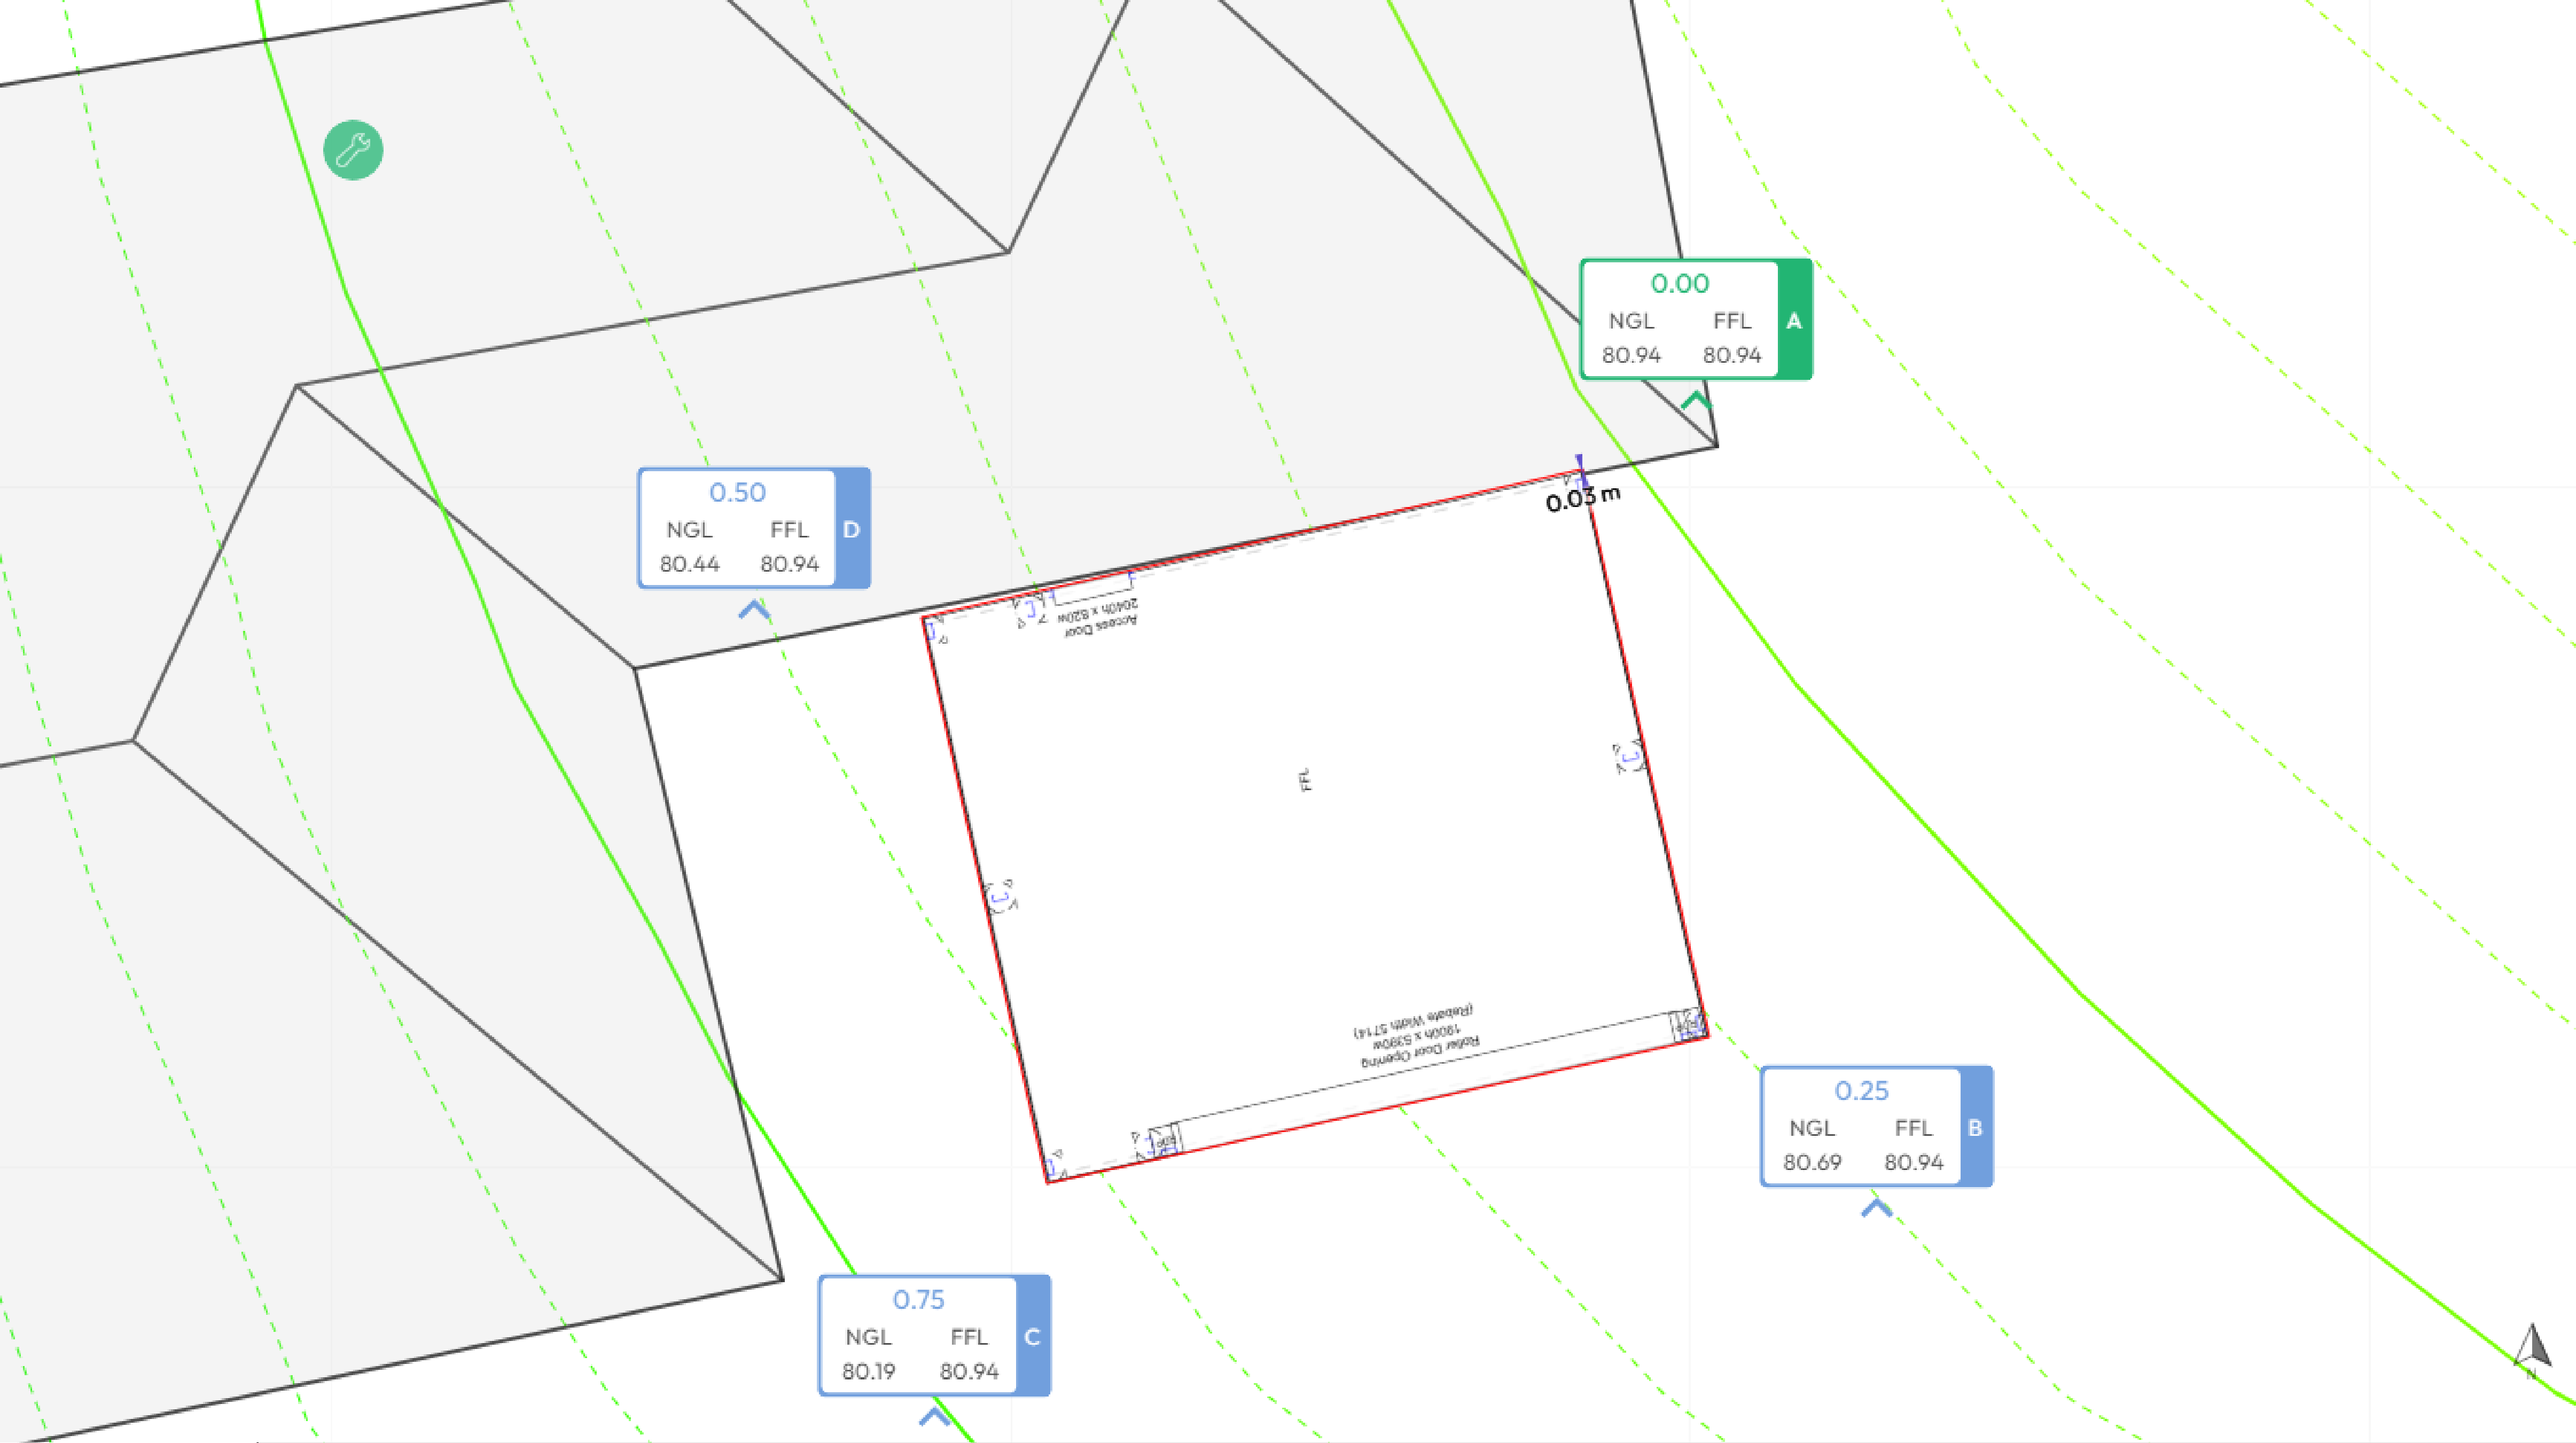 0.00
NGL FFL
80.94 80.94
A
0.03 m
0.50
NGL FFL
80.44 80.94
D
Access Door
2040h x 820w
FFL
Roller Door Opening
1900h x 5390w
(Rebate Width 5714)
0.25
NGL FFL
80.69 80.94
B
0.75
NGL FFL
80.19 80.94
C
N